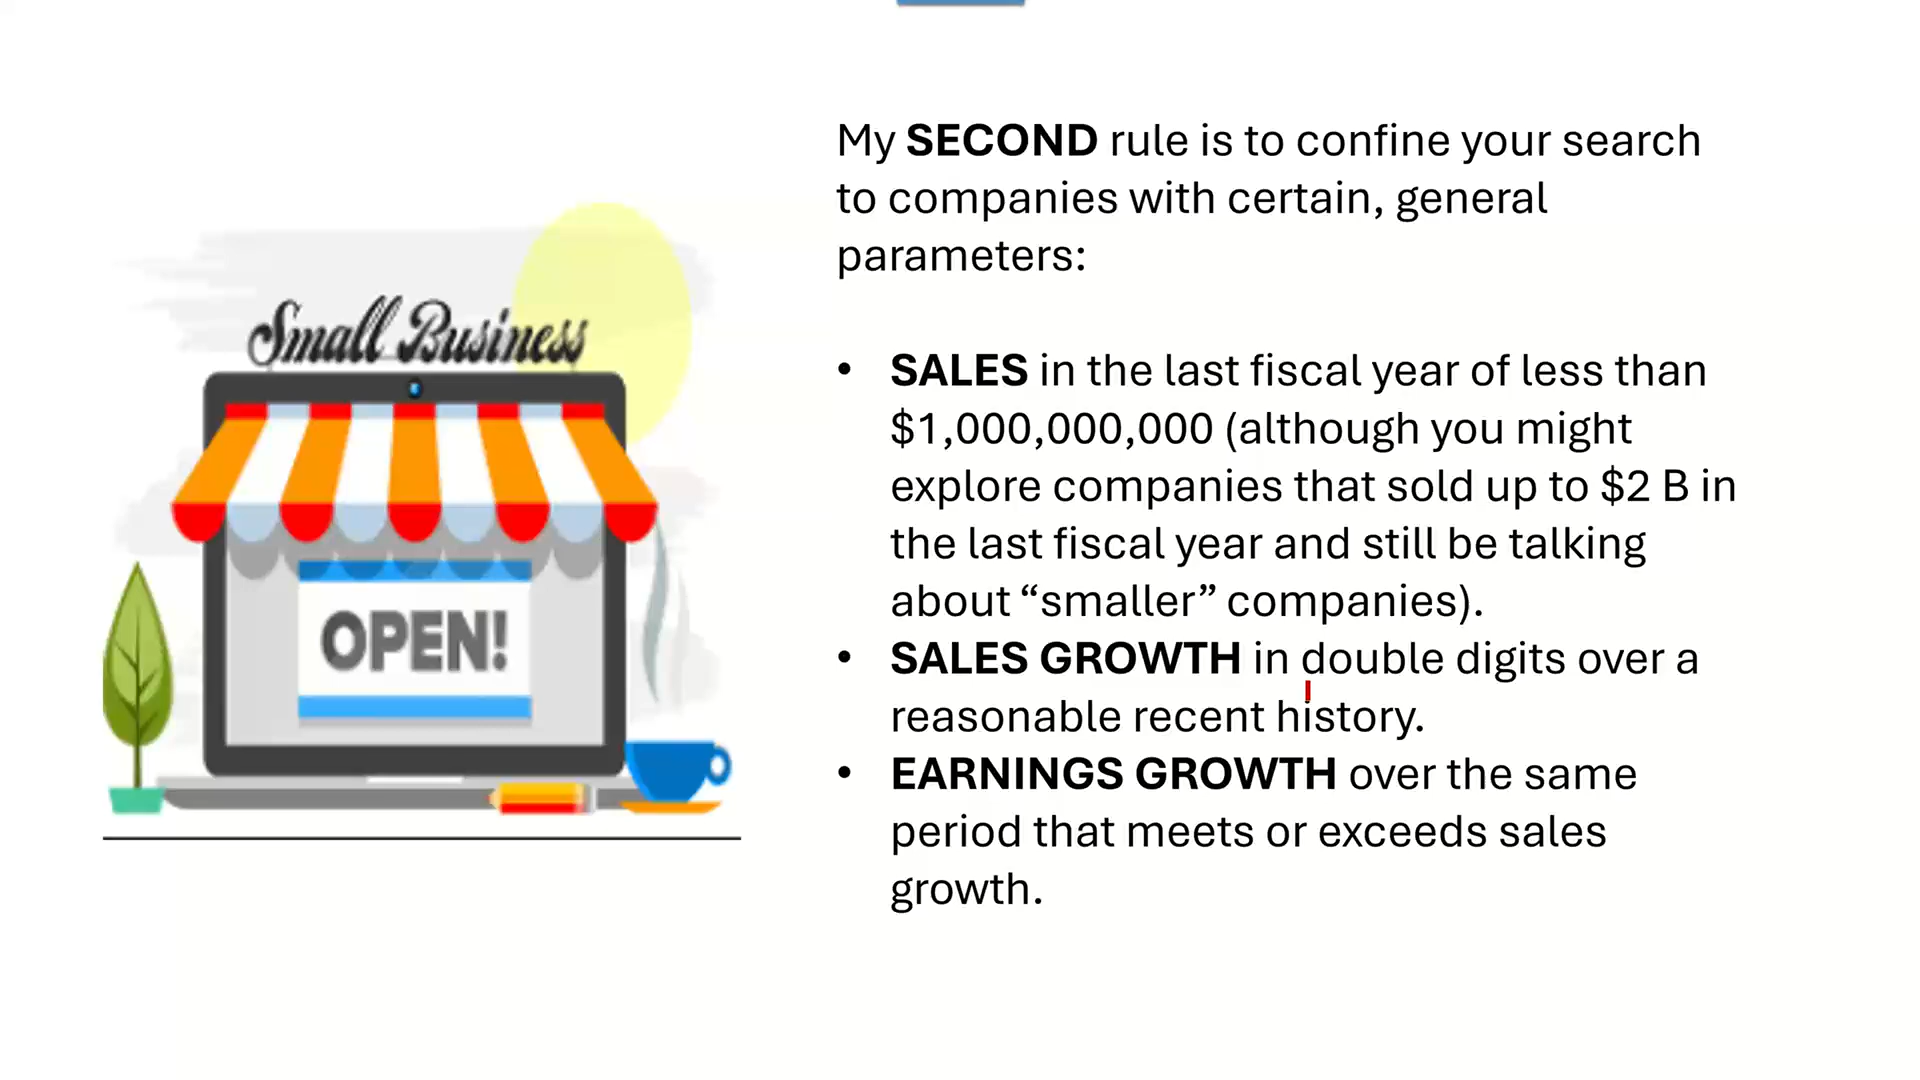 Small Business
OPEN!
My SECOND rule is to confine your search
to companies with certain, general
parameters:
• SALES in the last fiscal year of less than
$1,000,000,000 (although you might
explore companies that sold up to $2 B in
the last fiscal year and still be talking
about “smaller” companies).
• SALES GROWTH in double digits over a
reasonable recent history.
• EARNINGS GROWTH over the same
period that meets or exceeds sales
growth.